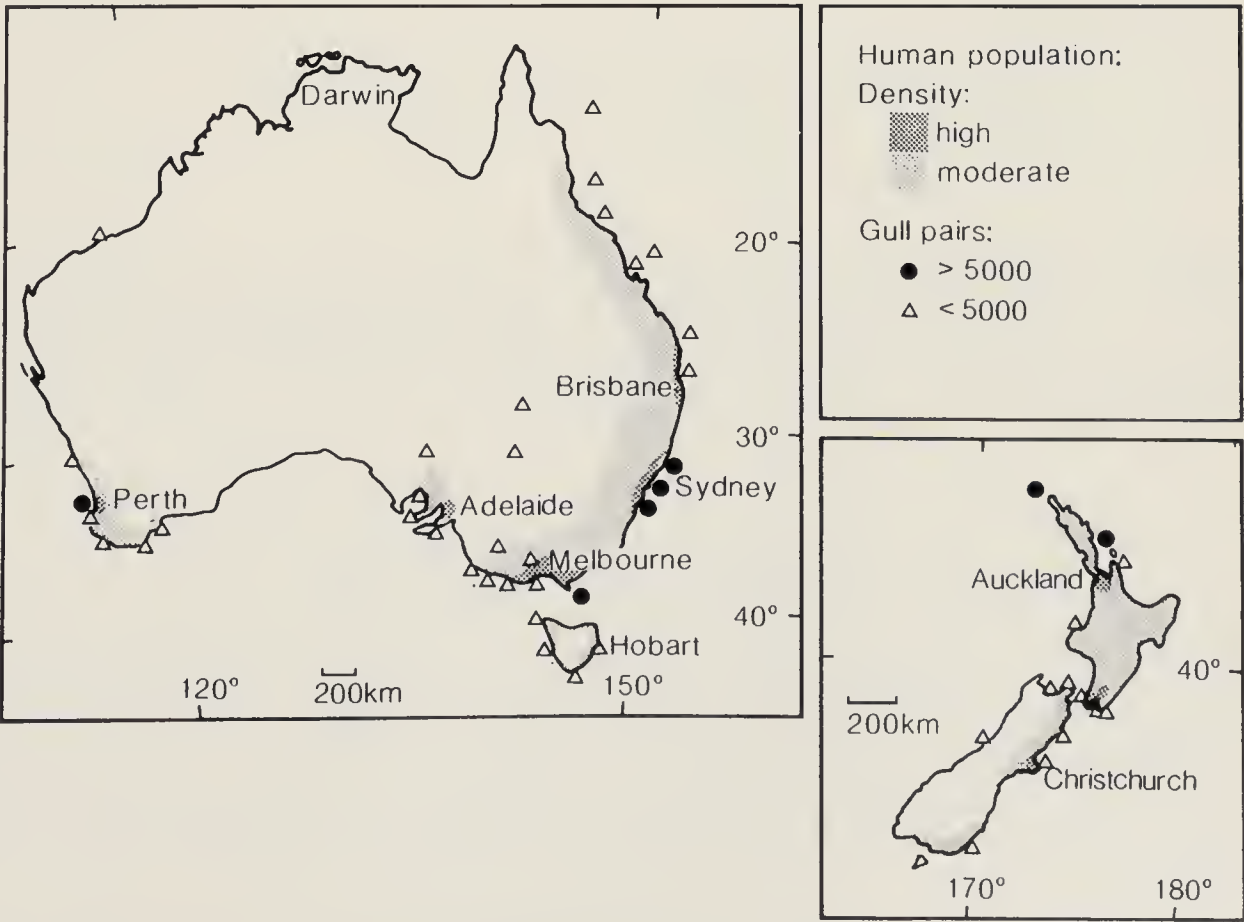 Darwin
20°
Brisbane
30°
Perth
Adelaide
Sydney
Melbourne
40°
Hobart
120°
200km
150°
Human population:
Density:
high
moderate
Gull pairs:
> 5000
< 5000
Auckland
40°
200km
Christchurch
170°
180°